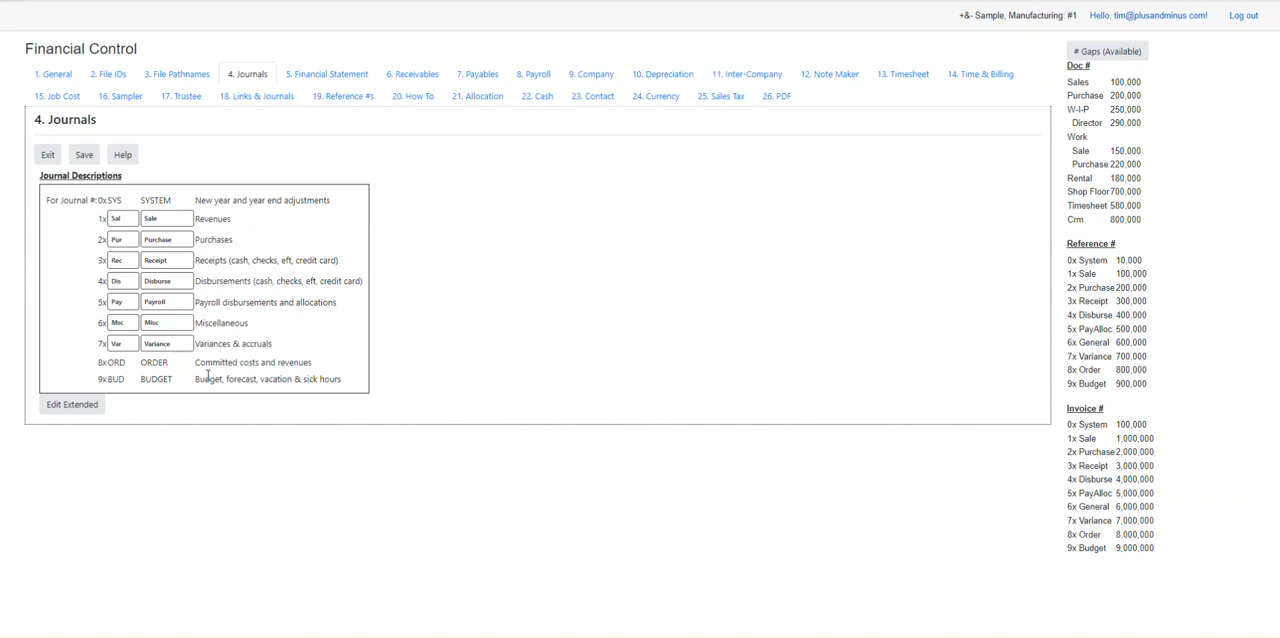 +&- Sample, Manufacturing: #1 Hello, tim@plusandminus.com! Log out
Financial Control
1. General 2. File IDs 3. File Pathnames 4. Journals 5. Financial Statement 6. Receivables 7. Payables 8. Payroll 9. Company 10. Depreciation 11. Inter-Company 12. Note Maker 13. Timesheet 14. Time & Billing
15. Job Cost 16. Sampler 17. Trustee 18. Links & Journals 19. Reference #s 20. How To 21. Allocation 22. Cash 23. Contact 24. Currency 25. Sales Tax 26. PDF
4. Journals
Exit Save Help
Journal Descriptions
For Journal #: 0x SYS SYSTEM New year and year end adjustments
1x Sal Sale Revenues
2x Pur Purchase Purchases
3x Rec Receipt Receipts (cash, checks, eft, credit card)
4x Dis Disburse Disbursements (cash, checks, eft, credit card)
5x Pay Payroll Payroll disbursements and allocations
6x Msc Misc Miscellaneous
7x Var Variance Variances & accruals
8x ORD ORDER Committed costs and revenues
9x BUD BUDGET Budget, forecast, vacation & sick hours
Edit Extended
# Gaps (Available)
Doc #
Sales 100,000
Purchase 200,000
W-I-P 250,000
Director 290,000
Work
Sale 150,000
Purchase 220,000
Rental 180,000
Shop Floor 700,000
Timesheet 580,000
Crm 800,000
Reference #
0x System 10,000
1x Sale 100,000
2x Purchase 200,000
3x Receipt 300,000
4x Disburse 400,000
5x PayAlloc 500,000
6x General 600,000
7x Variance 700,000
8x Order 800,000
9x Budget 900,000
Invoice #
0x System 100,000
1x Sale 1,000,000
2x Purchase 2,000,000
3x Receipt 3,000,000
4x Disburse 4,000,000
5x PayAlloc 5,000,000
6x General 6,000,000
7x Variance 7,000,000
8x Order 8,000,000
9x Budget 9,000,000